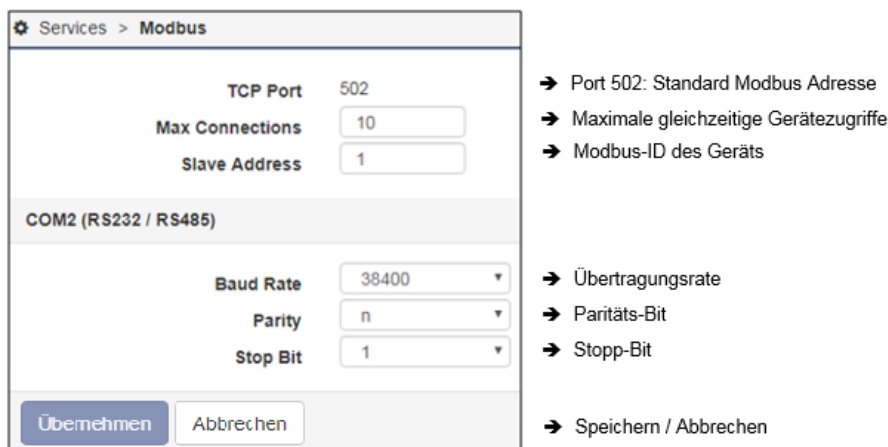 Services > Modbus
TCP Port 502 ➔ Port 502: Standard Modbus Adresse
Max Connections 10 ➔ Maximale gleichzeitige Gerätezugriffe
Slave Address 1 ➔ Modbus-ID des Geräts
COM2 (RS232 / RS485)
Baud Rate 38400 ➔ Übertragungsrate
Parity n ➔ Paritäts-Bit
Stop Bit 1 ➔ Stopp-Bit
Übernehmen Abbrechen ➔ Speichern / Abbrechen